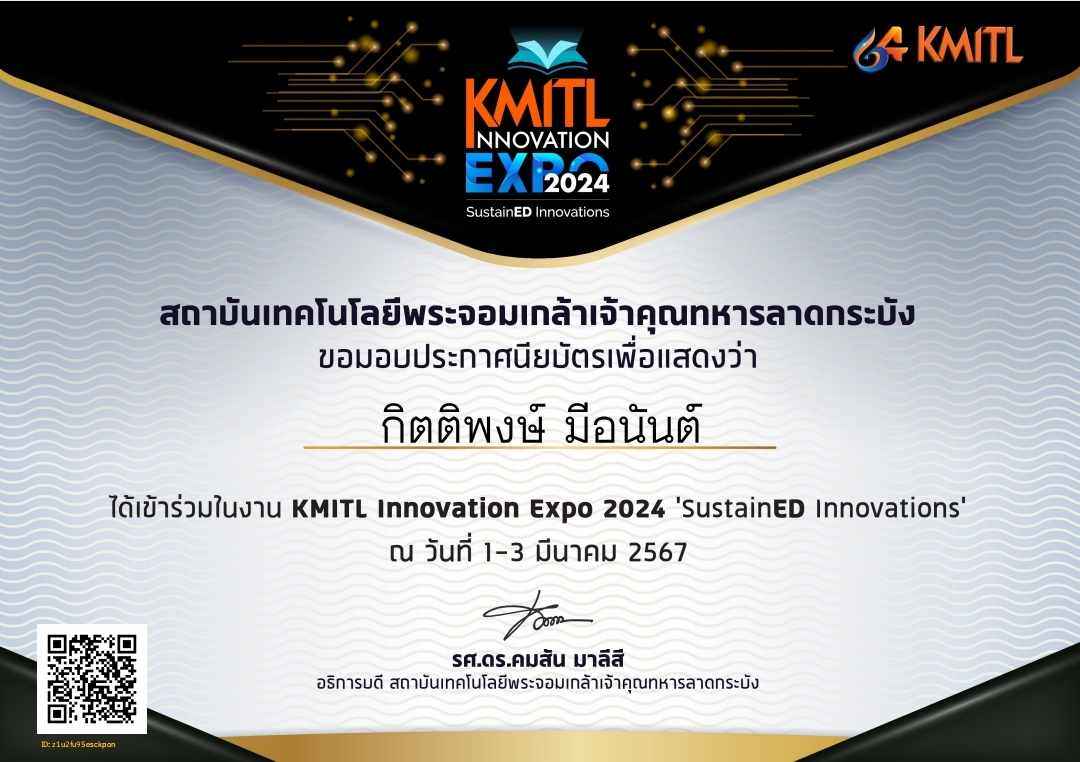 64 KMITL
KMITL
INNOVATION
EXPO
2024
SustainED Innovations
สถาบันเทคโนโลยีพระจอมเกล้าเจ้าคุณทหารลาดกระบัง
ขอมอบประกาศนียบัตรเพื่อแสดงว่า
กิตติพงษ์ มีอนันต์
ได้เข้าร่วมในงาน KMITL Innovation Expo 2024 'SustainED Innovations'
ณ วันที่ 1-3 มีนาคม 2567
รศ.ดร.คมสัน มาลีสี
อธิการบดี สถาบันเทคโนโลยีพระจอมเกล้าเจ้าคุณทหารลาดกระบัง
ID: z1u2fu95esckpon